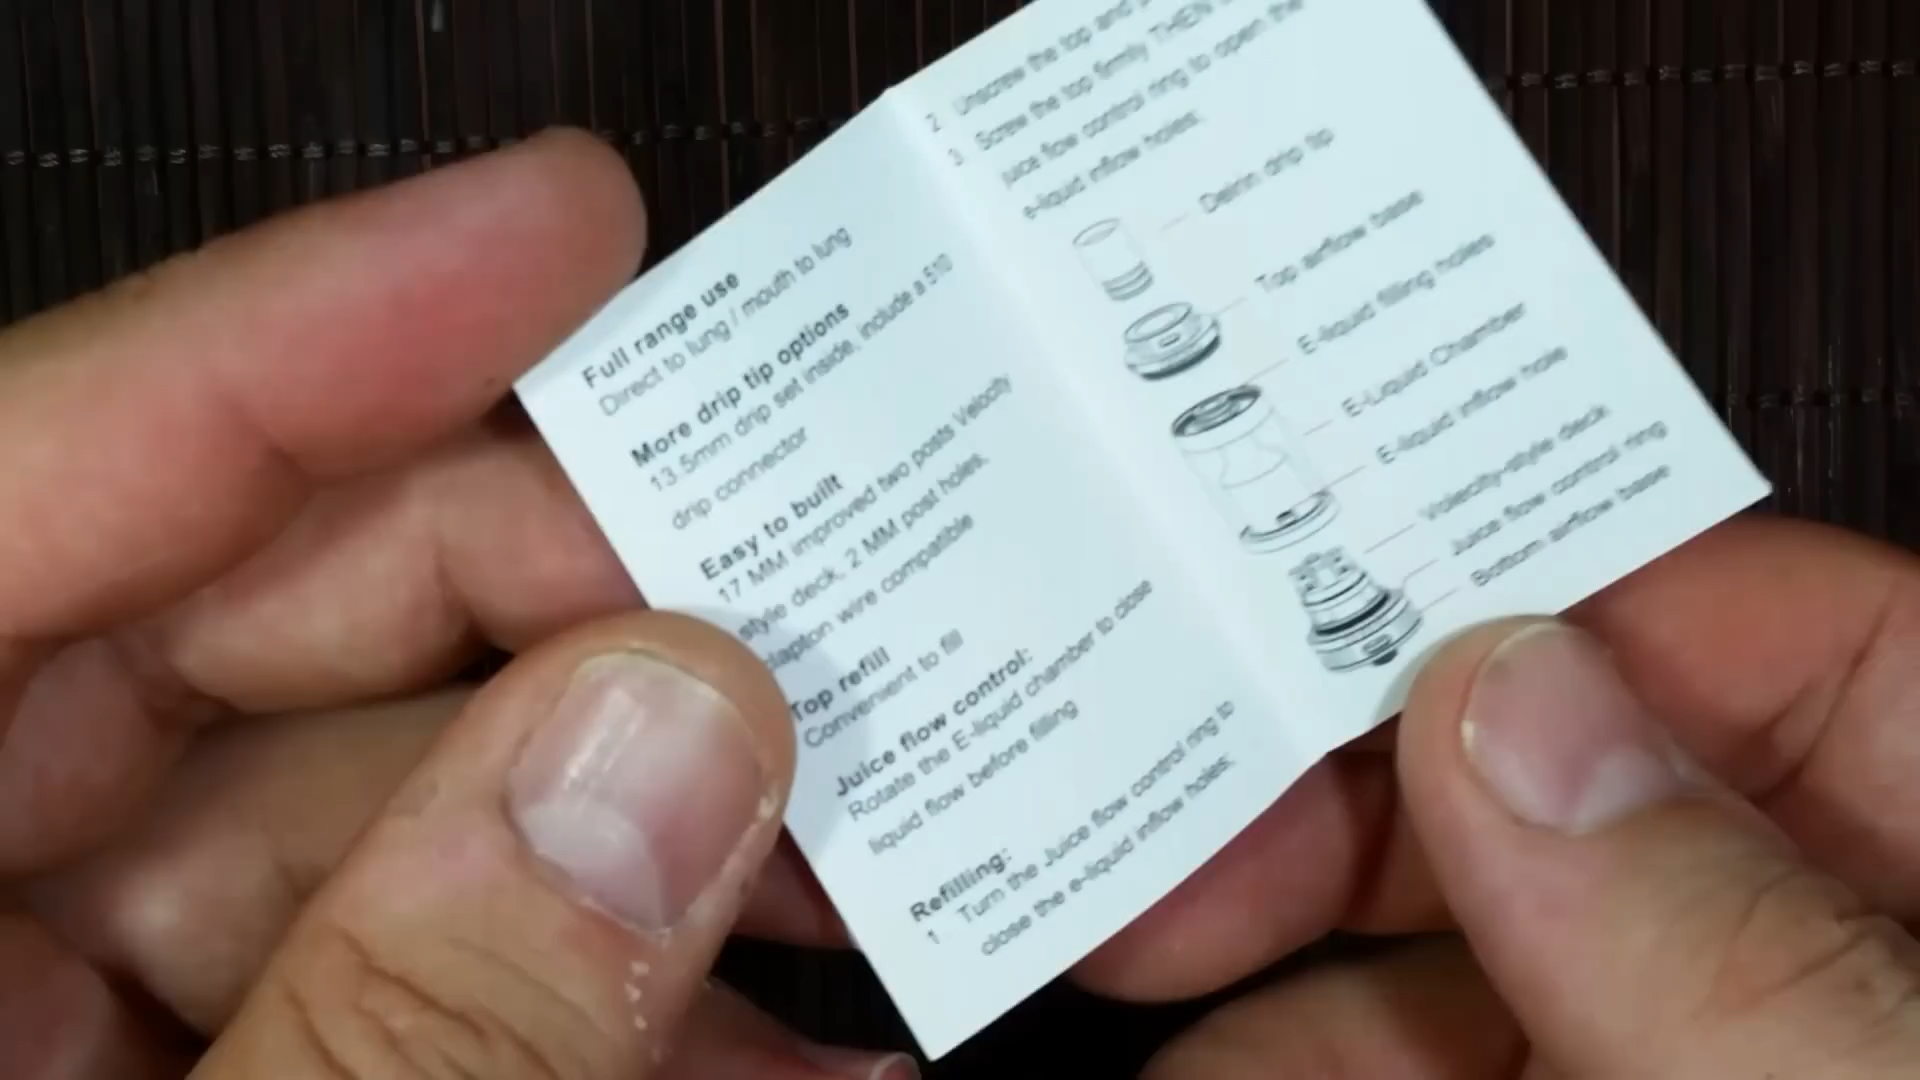 Full range use
Direct to lung / mouth to lung
More drip tip options
13.5mm drip set inside, include a 510
drip connector
Easy to built
17 MM improved two posts Velocity
style deck, 2 MM post holes,
wire compatible
Top refill
Convenient to fill
Juice flow control:
Rotate the E-liquid chamber to close
liquid flow before filling
Refilling:
1 Turn the Juice flow control ring to
close the e-liquid inflow holes;
2 Unscrew the top and
3 Screw the top firmly THEN
juice flow control ring to open the
e-liquid inflow holes;
Delrin drip tip
Top airflow base
E-liquid filling holes
E-Liquid Chamber
E-liquid inflow hole
Volecity-style deck
Juice flow control ring
Bottom airflow base